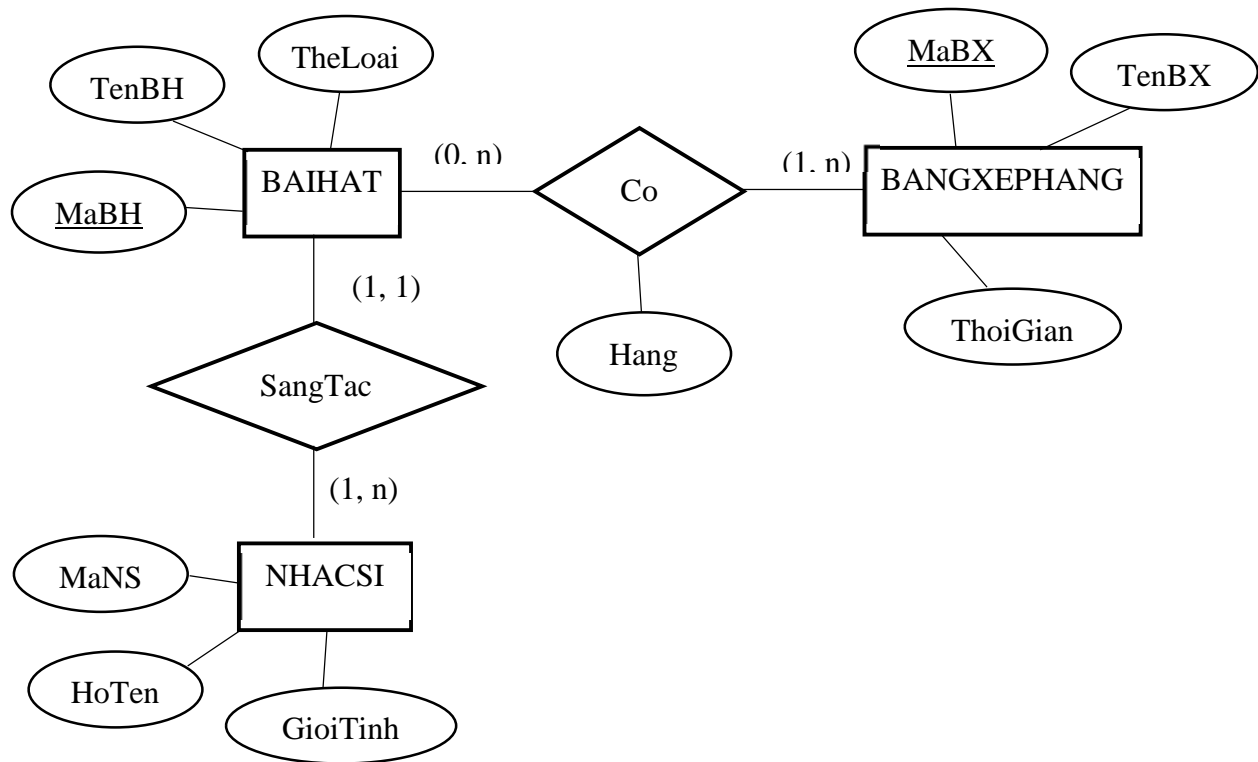 TheLoai
MaBX
TenBH
TenBX
(0, n)
(1, n)
BAIHAT
BANGXEPHANG
Co
MaBH
(1, 1)
ThoiGian
Hang
SangTac
(1, n)
MaNS
NHACSI
HoTen
GioiTinh